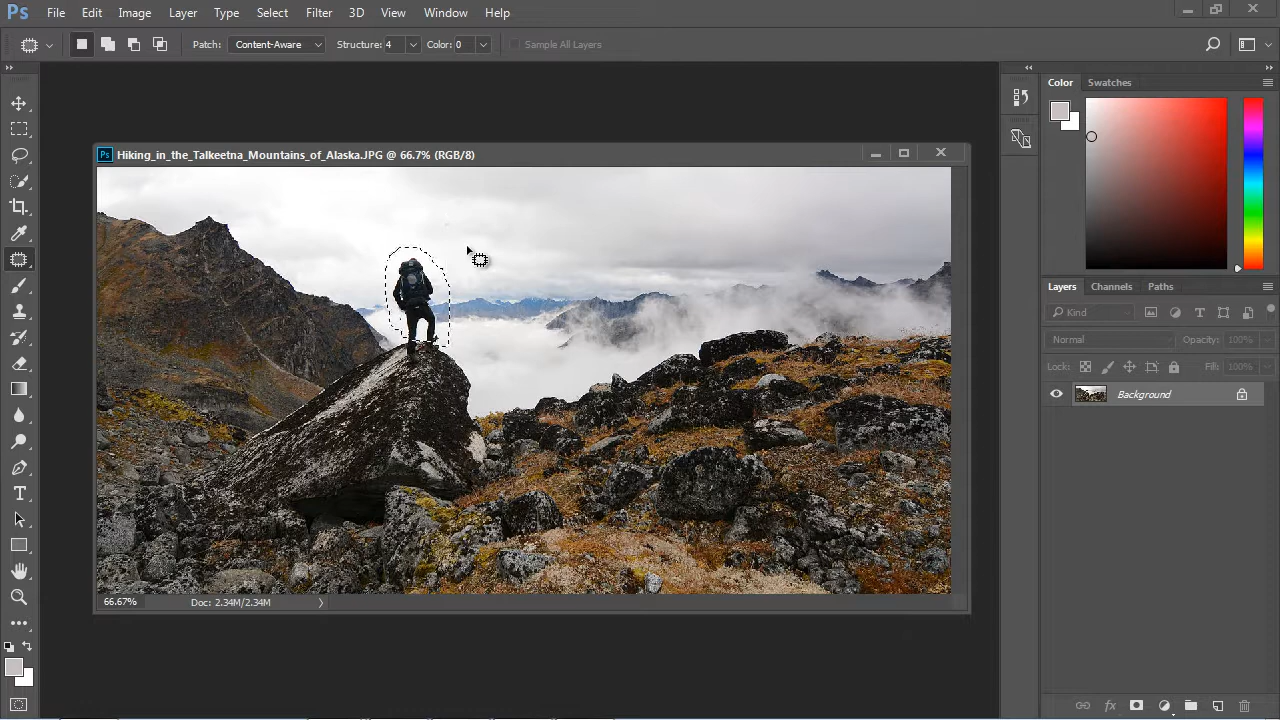 Ps File Edit Image Layer Type Select Filter 3D View Window Help
Patch: Content-Aware Structure: 4 Color: 0 Sample All Layers
Color Swatches
Ps Hiking_in_the_Talkeetna_Mountains_of_Alaska.JPG @ 66.7% (RGB/8)
Layers Channels Paths
Kind
Normal Opacity: 100%
Lock: Fill: 100%
Background
66.67% Doc: 2.34M/2.34M
fx